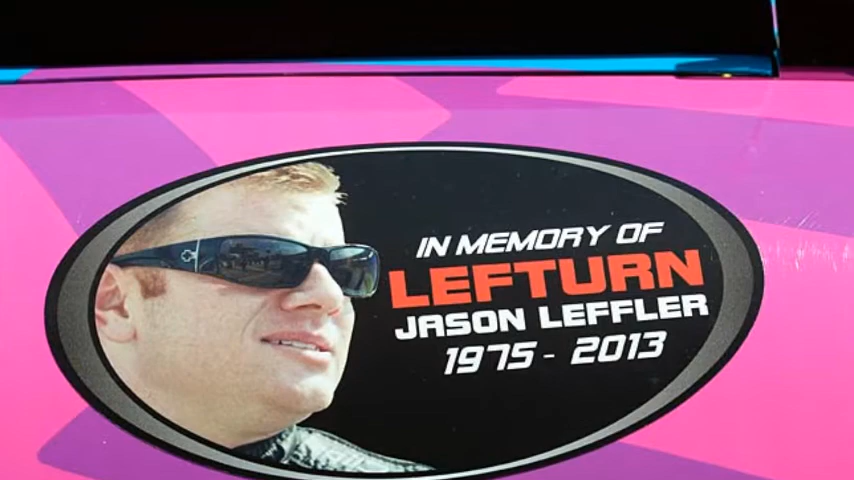 IN MEMORY OF
LEFTURN
JASON LEFFLER
1975 - 2013